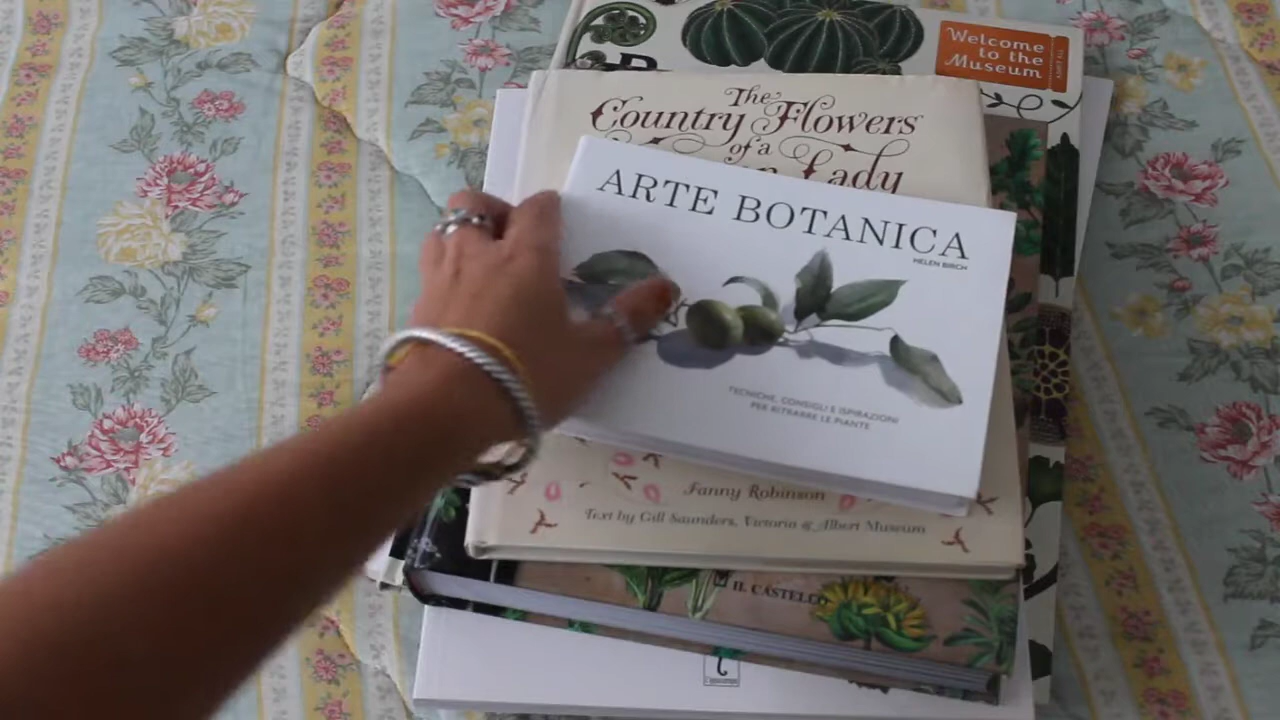 Welcome
to the
Museum
The
Country Flowers
of a
Lady
ARTE BOTANICA
HELEN BIRCH
TECNICHE, CONSIGLI E ISPIRAZIONI
PER RITRARRE LE PIANTE
Fanny Robinson
Text by Gill Saunders, Victoria & Albert Museum
IL CASTELLO